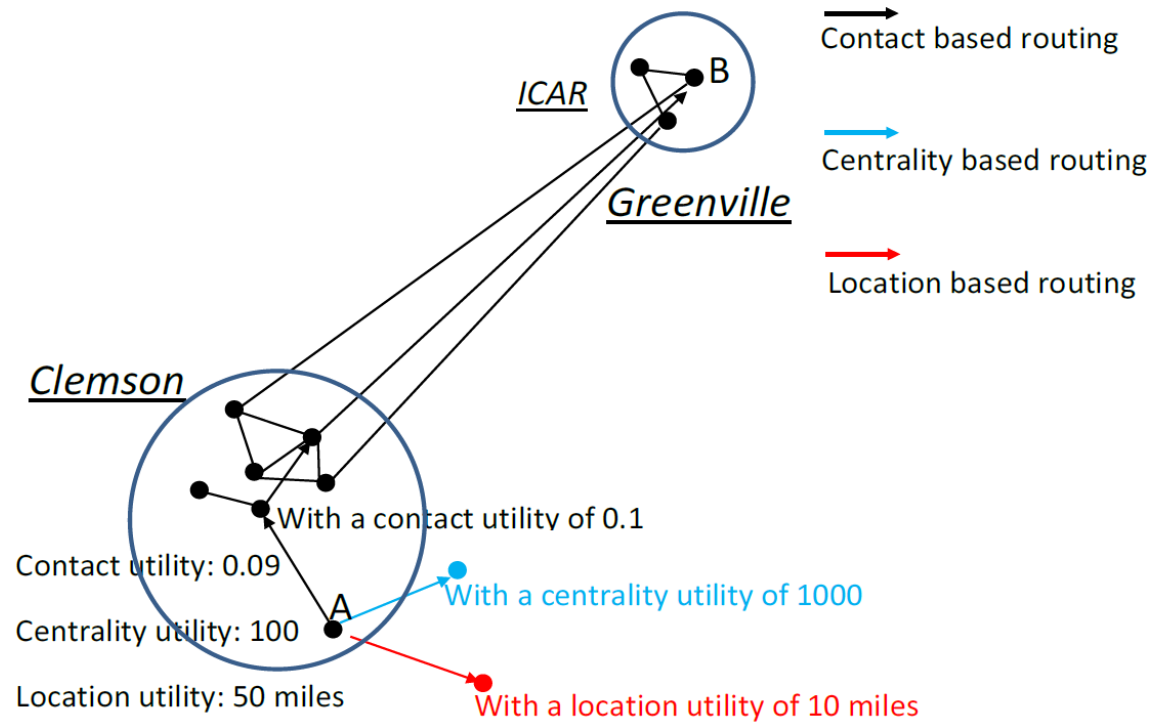 Contact based routing
B
ICAR
Centrality based routing
Greenville
Location based routing
Clemson
With a contact utility of 0.1
Contact utility: 0.09
With a centrality utility of 1000
A
Centrality utility: 100
Location utility: 50 miles
With a location utility of 10 miles